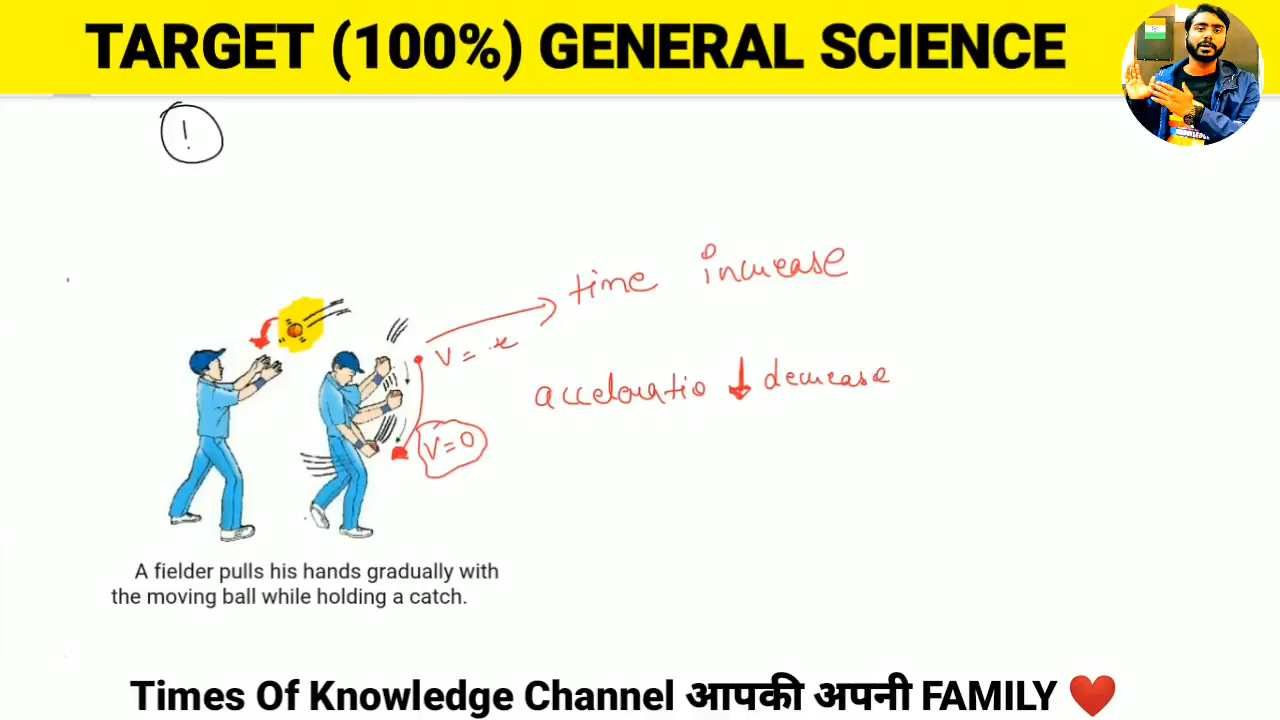 TARGET (100%) GENERAL SCIENCE
!
time increase
V =
acceloratio ↓ decrease
V=0
A fielder pulls his hands gradually with
the moving ball while holding a catch.
Times Of Knowledge Channel आपकी अपनी FAMILY ❤️